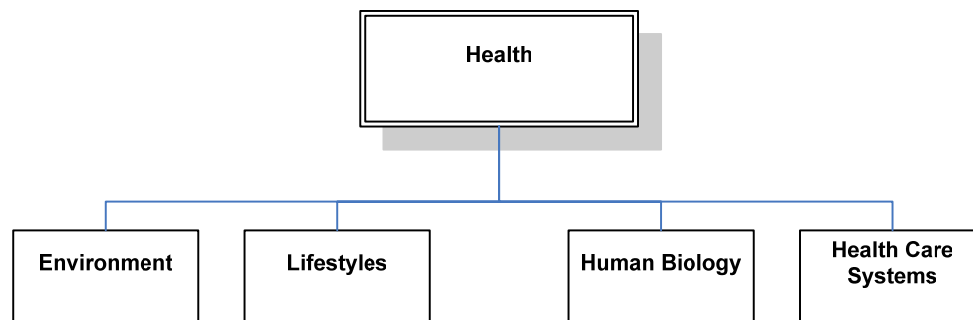 Health
Environment
Lifestyles
Human Biology
Health Care
Systems